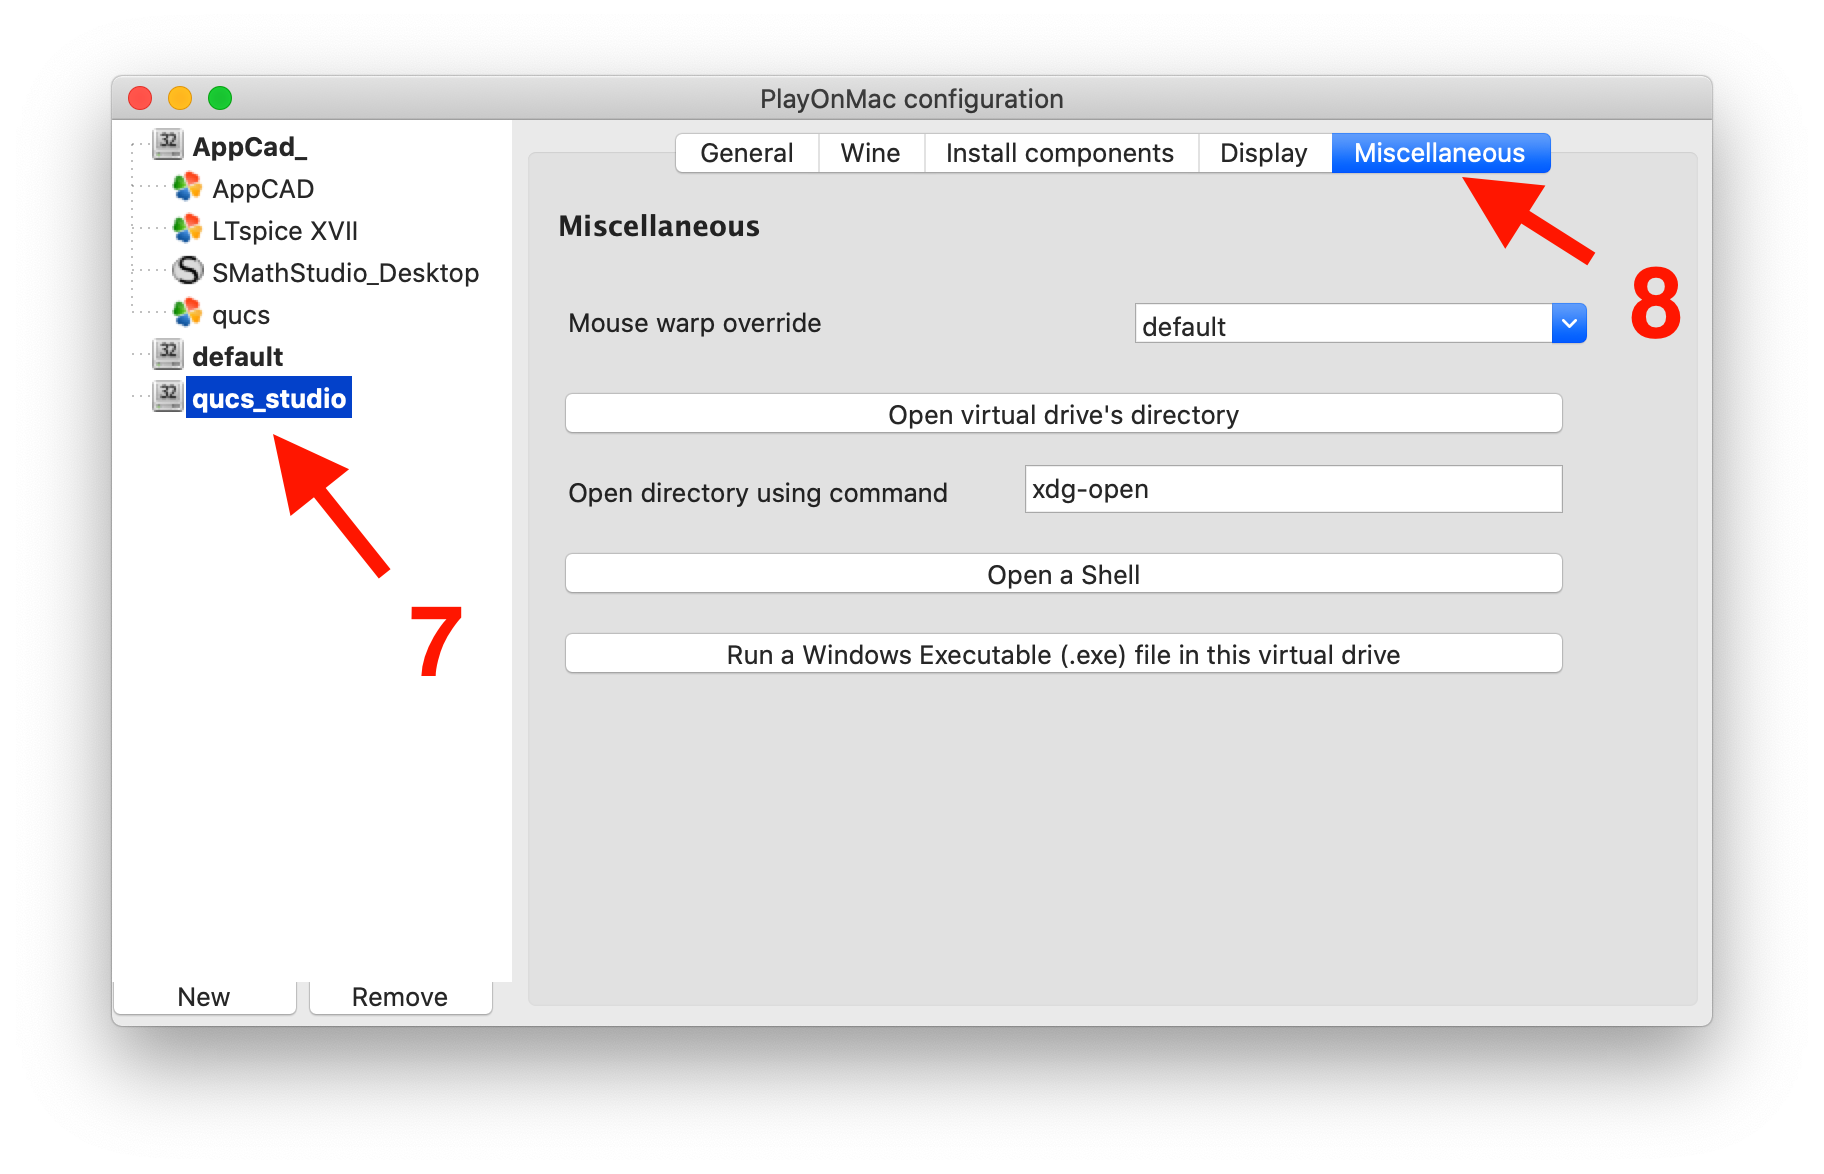 PlayOnMac configuration
32 AppCad_
AppCAD
LTspice XVII
S SMathStudio_Desktop
qucs
32 default
32 qucs_studio
7
New
Remove
General
Wine
Install components
Display
Miscellaneous
8
Miscellaneous
Mouse warp override
default
Open virtual drive's directory
Open directory using command
xdg-open
Open a Shell
Run a Windows Executable (.exe) file in this virtual drive